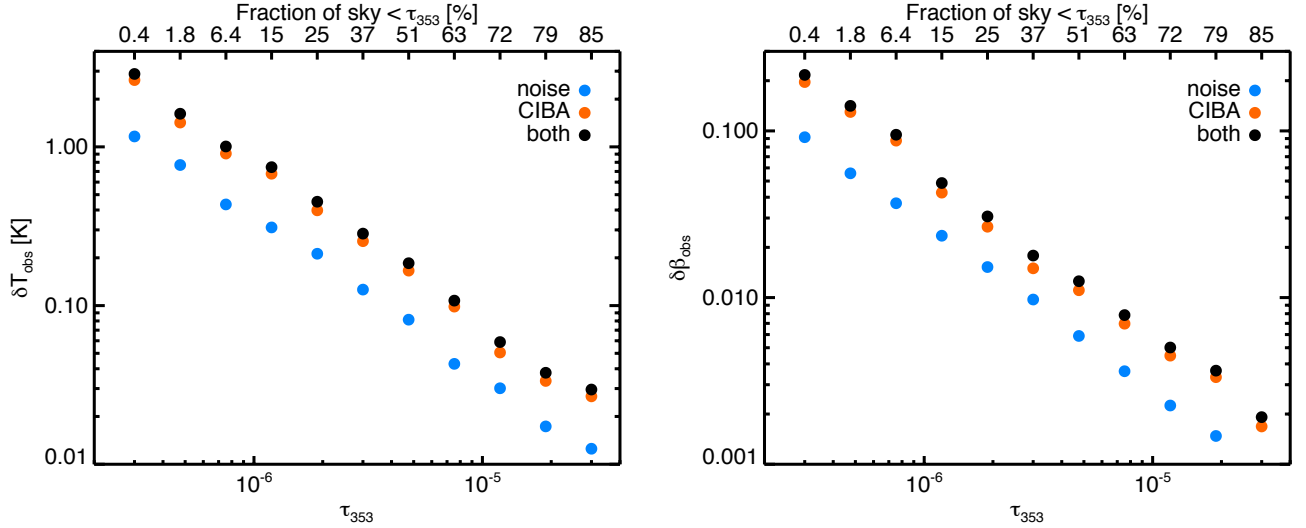 Fraction of sky < τ353 [%]
0.4 1.8 6.4 15 25 37 51 63 72 79 85
noise
CIBA
both
1.00
0.10
0.01
δTobs [K]
10-6 10-5
τ353
Fraction of sky < τ353 [%]
0.4 1.8 6.4 15 25 37 51 63 72 79 85
noise
CIBA
both
0.100
0.010
0.001
δβobs
10-6 10-5
τ353